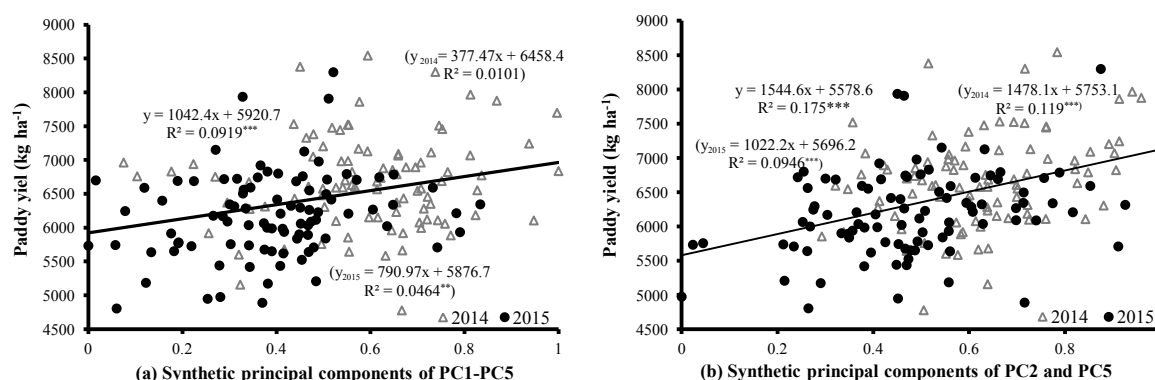 9000
8500
8000
7500
7000
6500
6000
5500
5000
4500
Paddy yiel (kg ha⁻¹)
(y₂₀₁₄= 377.47x + 6458.4
R² = 0.0101)
y = 1042.4x + 5920.7
R² = 0.0919***
(y₂₀₁₅ = 790.97x + 5876.7
R² = 0.0464**)
2014 2015
0 0.2 0.4 0.6 0.8 1
(a) Synthetic principal components of PC1-PC5
9000
8500
8000
7500
7000
6500
6000
5500
5000
4500
Paddy yield (kg ha⁻¹)
y = 1544.6x + 5578.6
R² = 0.175***
(y₂₀₁₄ = 1478.1x + 5753.1
R² = 0.119***)
(y₂₀₁₅ = 1022.2x + 5696.2
R² = 0.0946***)
2014 2015
0 0.2 0.4 0.6 0.8 1
(b) Synthetic principal components of PC2 and PC5